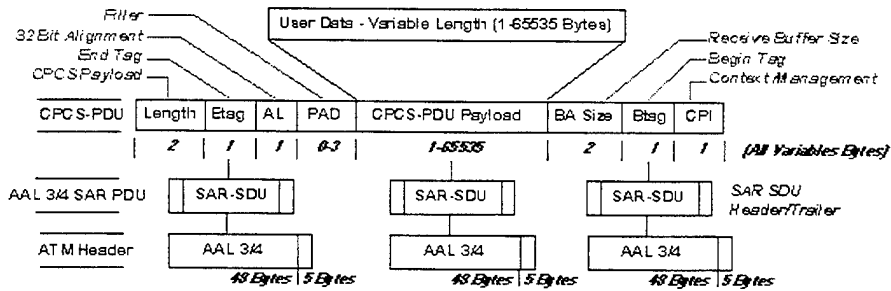 Filler
User Data - Variable Length (1-65535 Bytes)
32 Bit Alignment
Receive Buffer Size
End Tag
Begin Tag
CPCS Payload
Context Management
CPCS-PDU Length Etag AL PAD CPCS-PDU Payload BA Size Btag CPI
2 1 1 0-3 1-65535 2 1 1 (All Variables Bytes)
AAL 3/4 SAR PDU SAR-SDU SAR-SDU SAR-SDU SAR SDU
Header/Trailer
ATM Header AAL 3/4 AAL 3/4 AAL 3/4
48 Bytes 5 Bytes 48 Bytes 5 Bytes 48 Bytes 5 Bytes